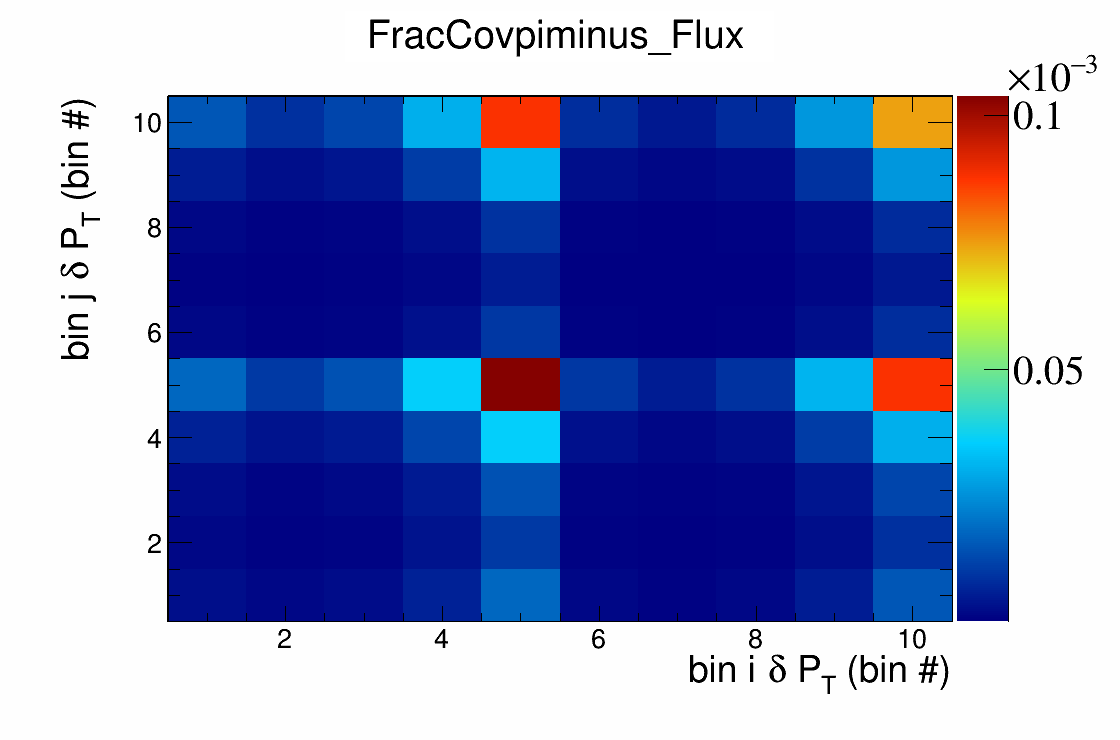 FracCovpiminus_Flux
×10⁻³
0.1
0.05
bin j δ P_T (bin #)
10
8
6
4
2
2 4 6 8 10
bin i δ P_T (bin #)